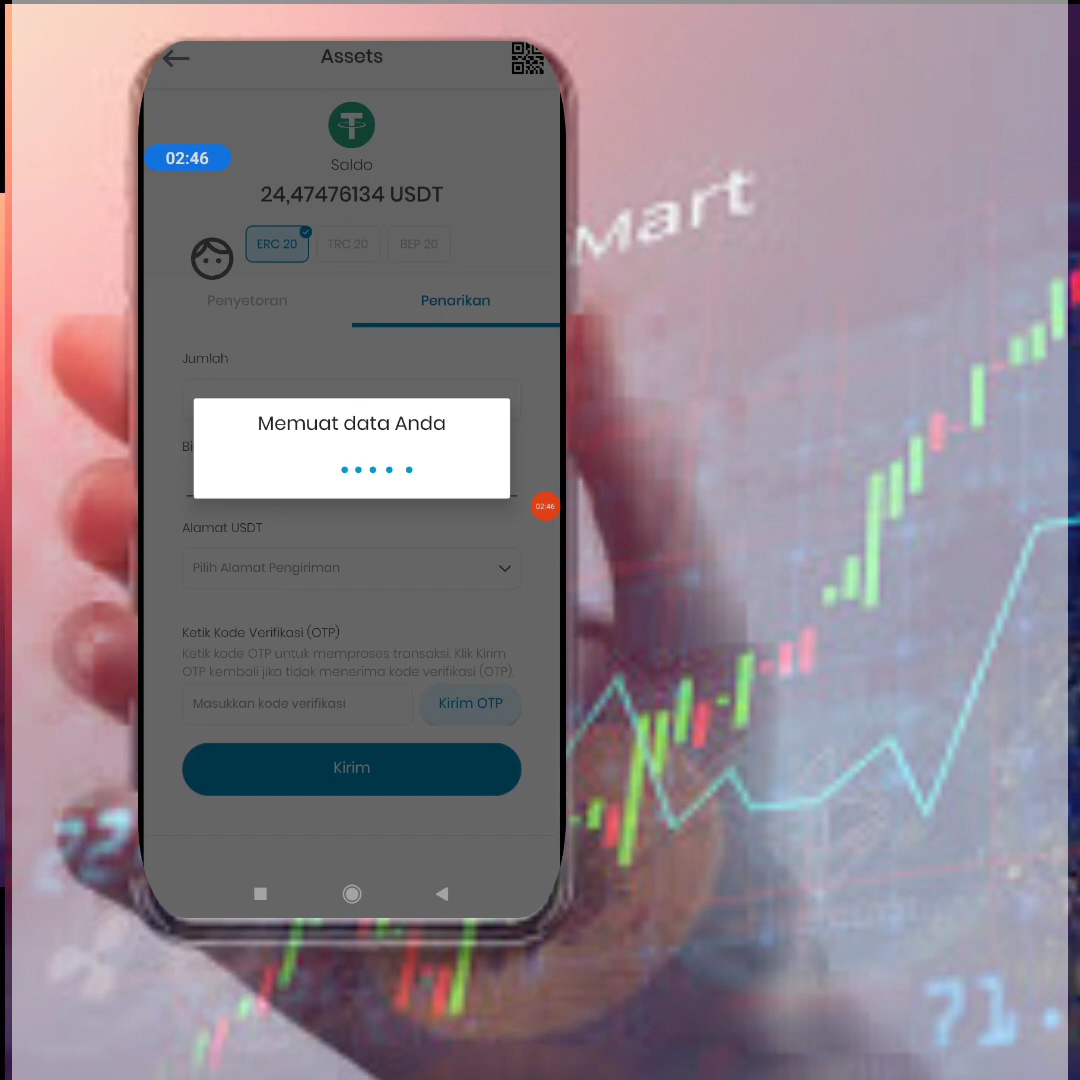 Assets
02:46
Saldo
24,47476134 USDT
ERC 20
TRC 20
BEP 20
Penyetoran
Penarikan
Jumlah
Memuat data Anda
Bi
02:46
Alamat USDT
Pilih Alamat Pengiriman
Ketik Kode Verifikasi (OTP)
Ketik kode OTP untuk memproses transaksi. Klik Kirim
OTP kembali jika tidak menerima kode verifikasi (OTP).
Masukkan kode verifikasi
Kirim OTP
Kirim
Mart
71.